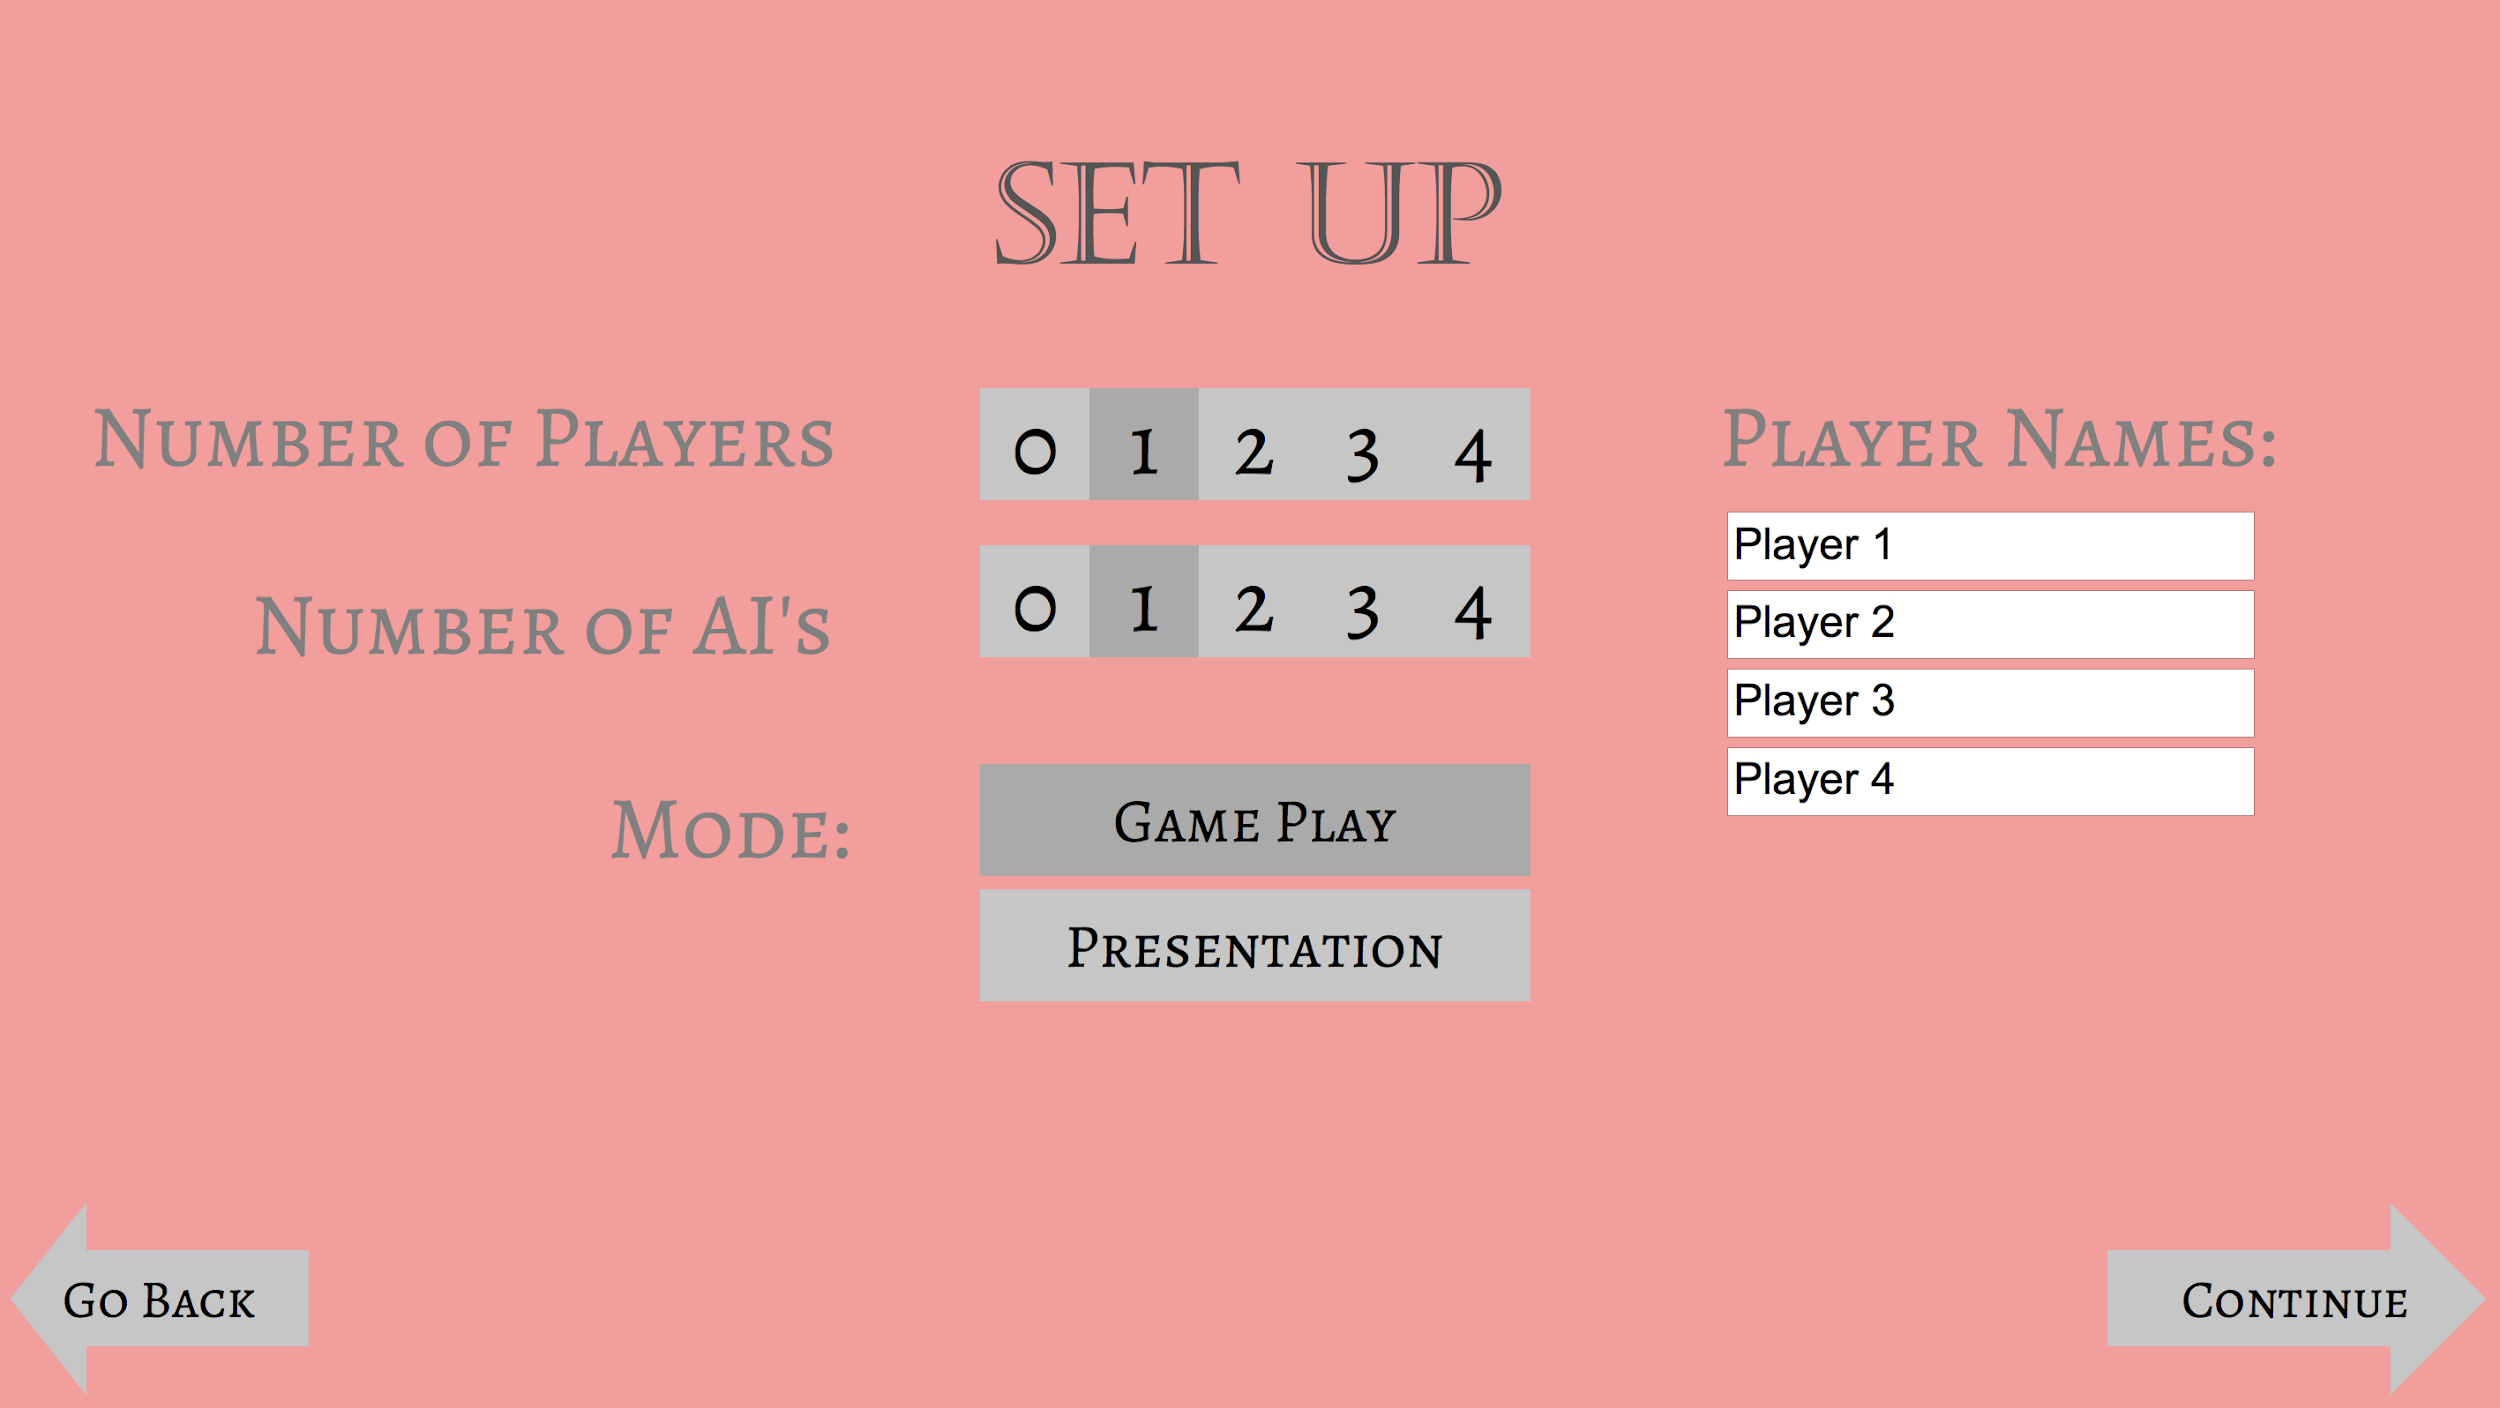 SET UP
Number of Players
0 1 2 3 4
Player Names:
Player 1
Number of AI's
0 1 2 3 4
Player 2
Player 3
Player 4
Mode:
Game Play
Presentation
Go Back
Continue